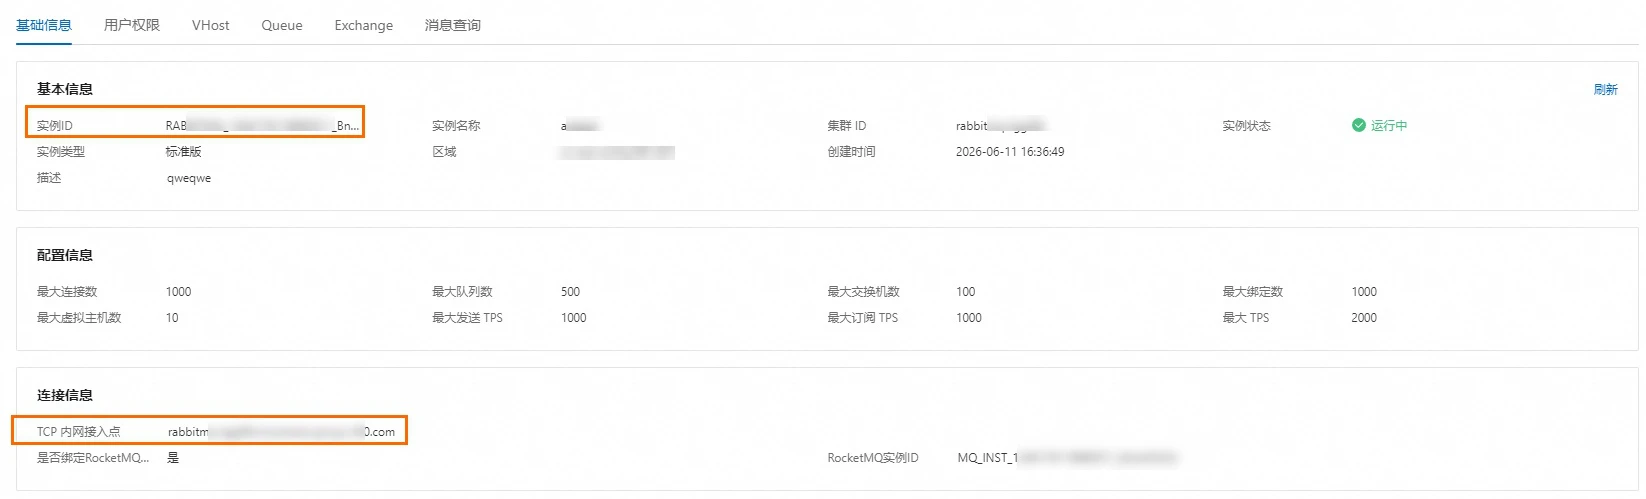 基础信息 用户权限 VHost Queue Exchange 消息查询
基本信息 刷新
实例ID RAB _Bn... 实例名称 a 集群 ID rabbit 实例状态 运行中
实例类型 标准版 区域 创建时间 2026-06-11 16:36:49
描述 qweqwe
配置信息
最大连接数 1000 最大队列数 500 最大交换机数 100 最大绑定数 1000
最大虚拟主机数 10 最大发送 TPS 1000 最大订阅 TPS 1000 最大 TPS 2000
连接信息
TCP 内网接入点 rabbitm 0.com
是否绑定RocketMQ... 是 RocketMQ实例ID MQ_INST_1